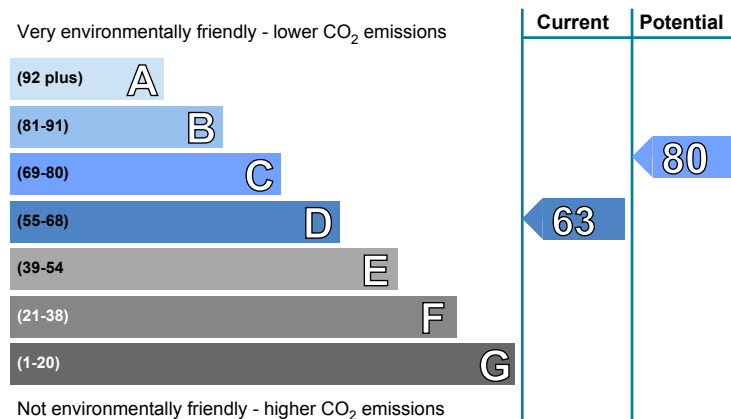 Current Potential
Very environmentally friendly - lower CO2 emissions
(92 plus) A
(81-91) B
(69-80) C
80
(55-68) D
63
(39-54 E
(21-38) F
(1-20) G
Not environmentally friendly - higher CO2 emissions